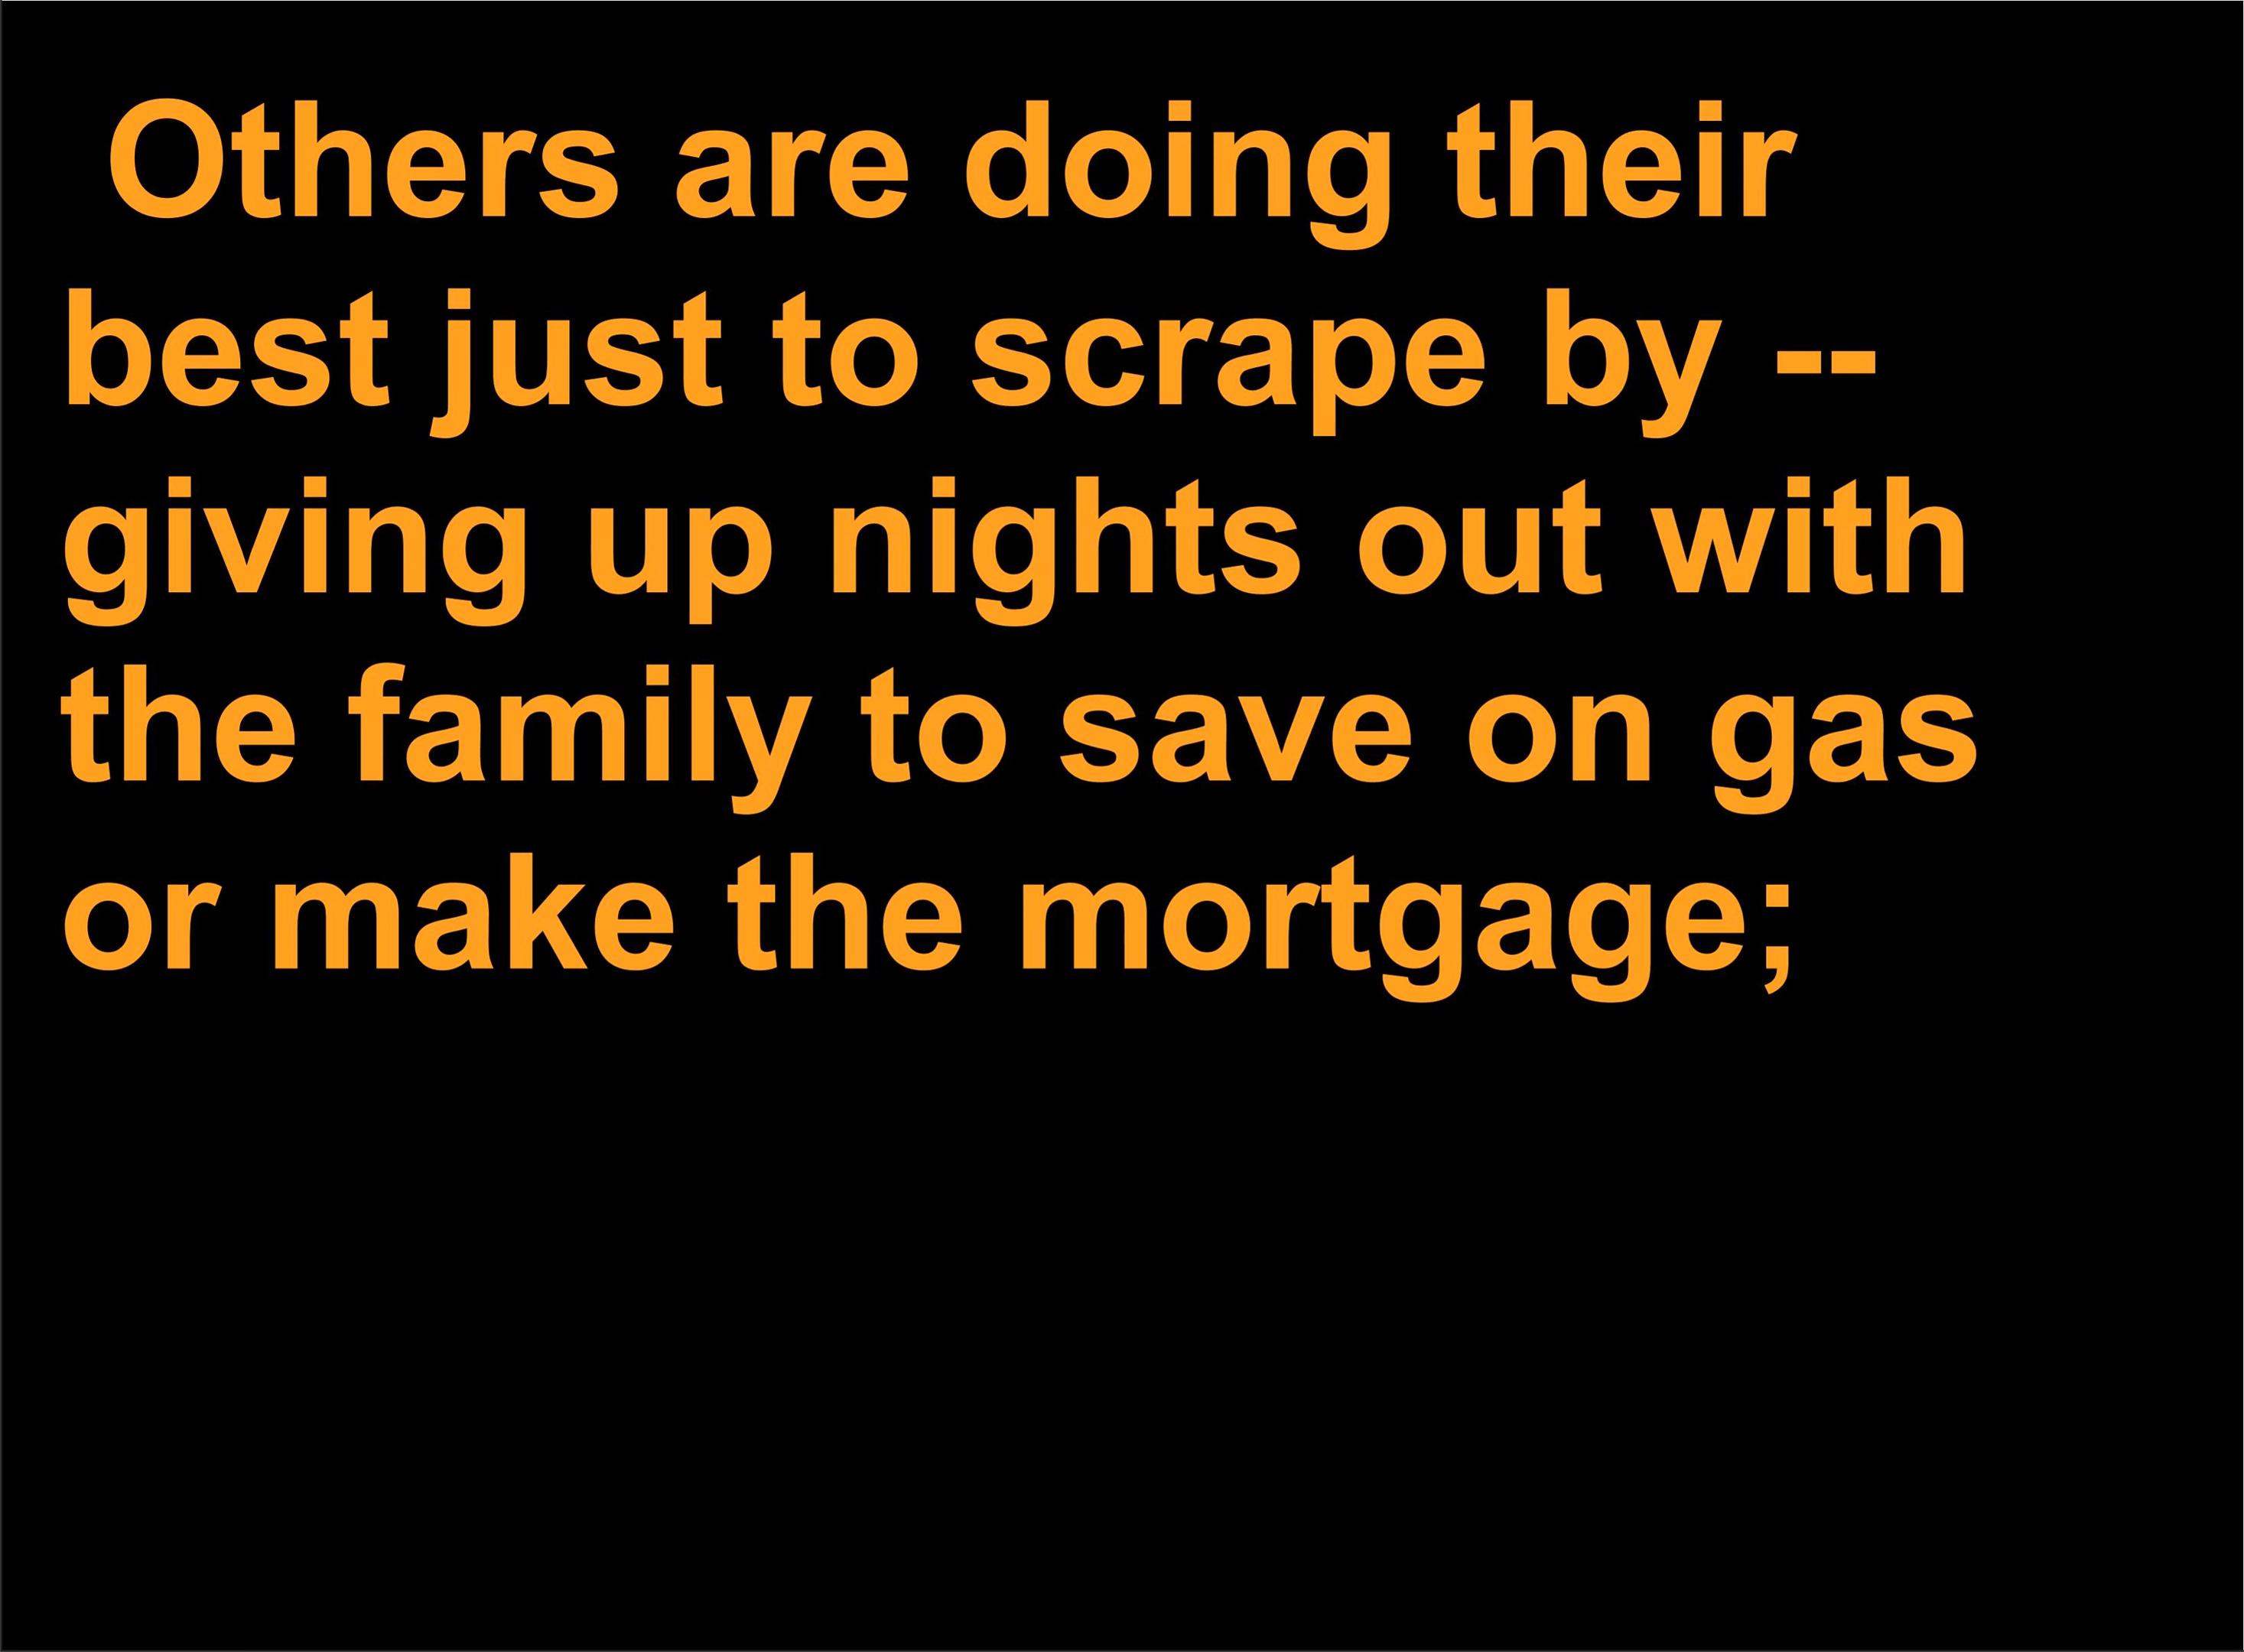 Others are doing their
best just to scrape by --
giving up nights out with
the family to save on gas
or make the mortgage;